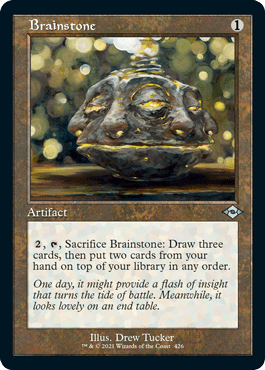 Brainstone 1
Artifact
2, , Sacrifice Brainstone: Draw three
cards, then put two cards from your
hand on top of your library in any order.
One day, it might provide a flash of insight
that turns the tide of battle. Meanwhile, it
looks lovely on an end table.
Illus. Drew Tucker
™ & © 2021 Wizards of the Coast 426